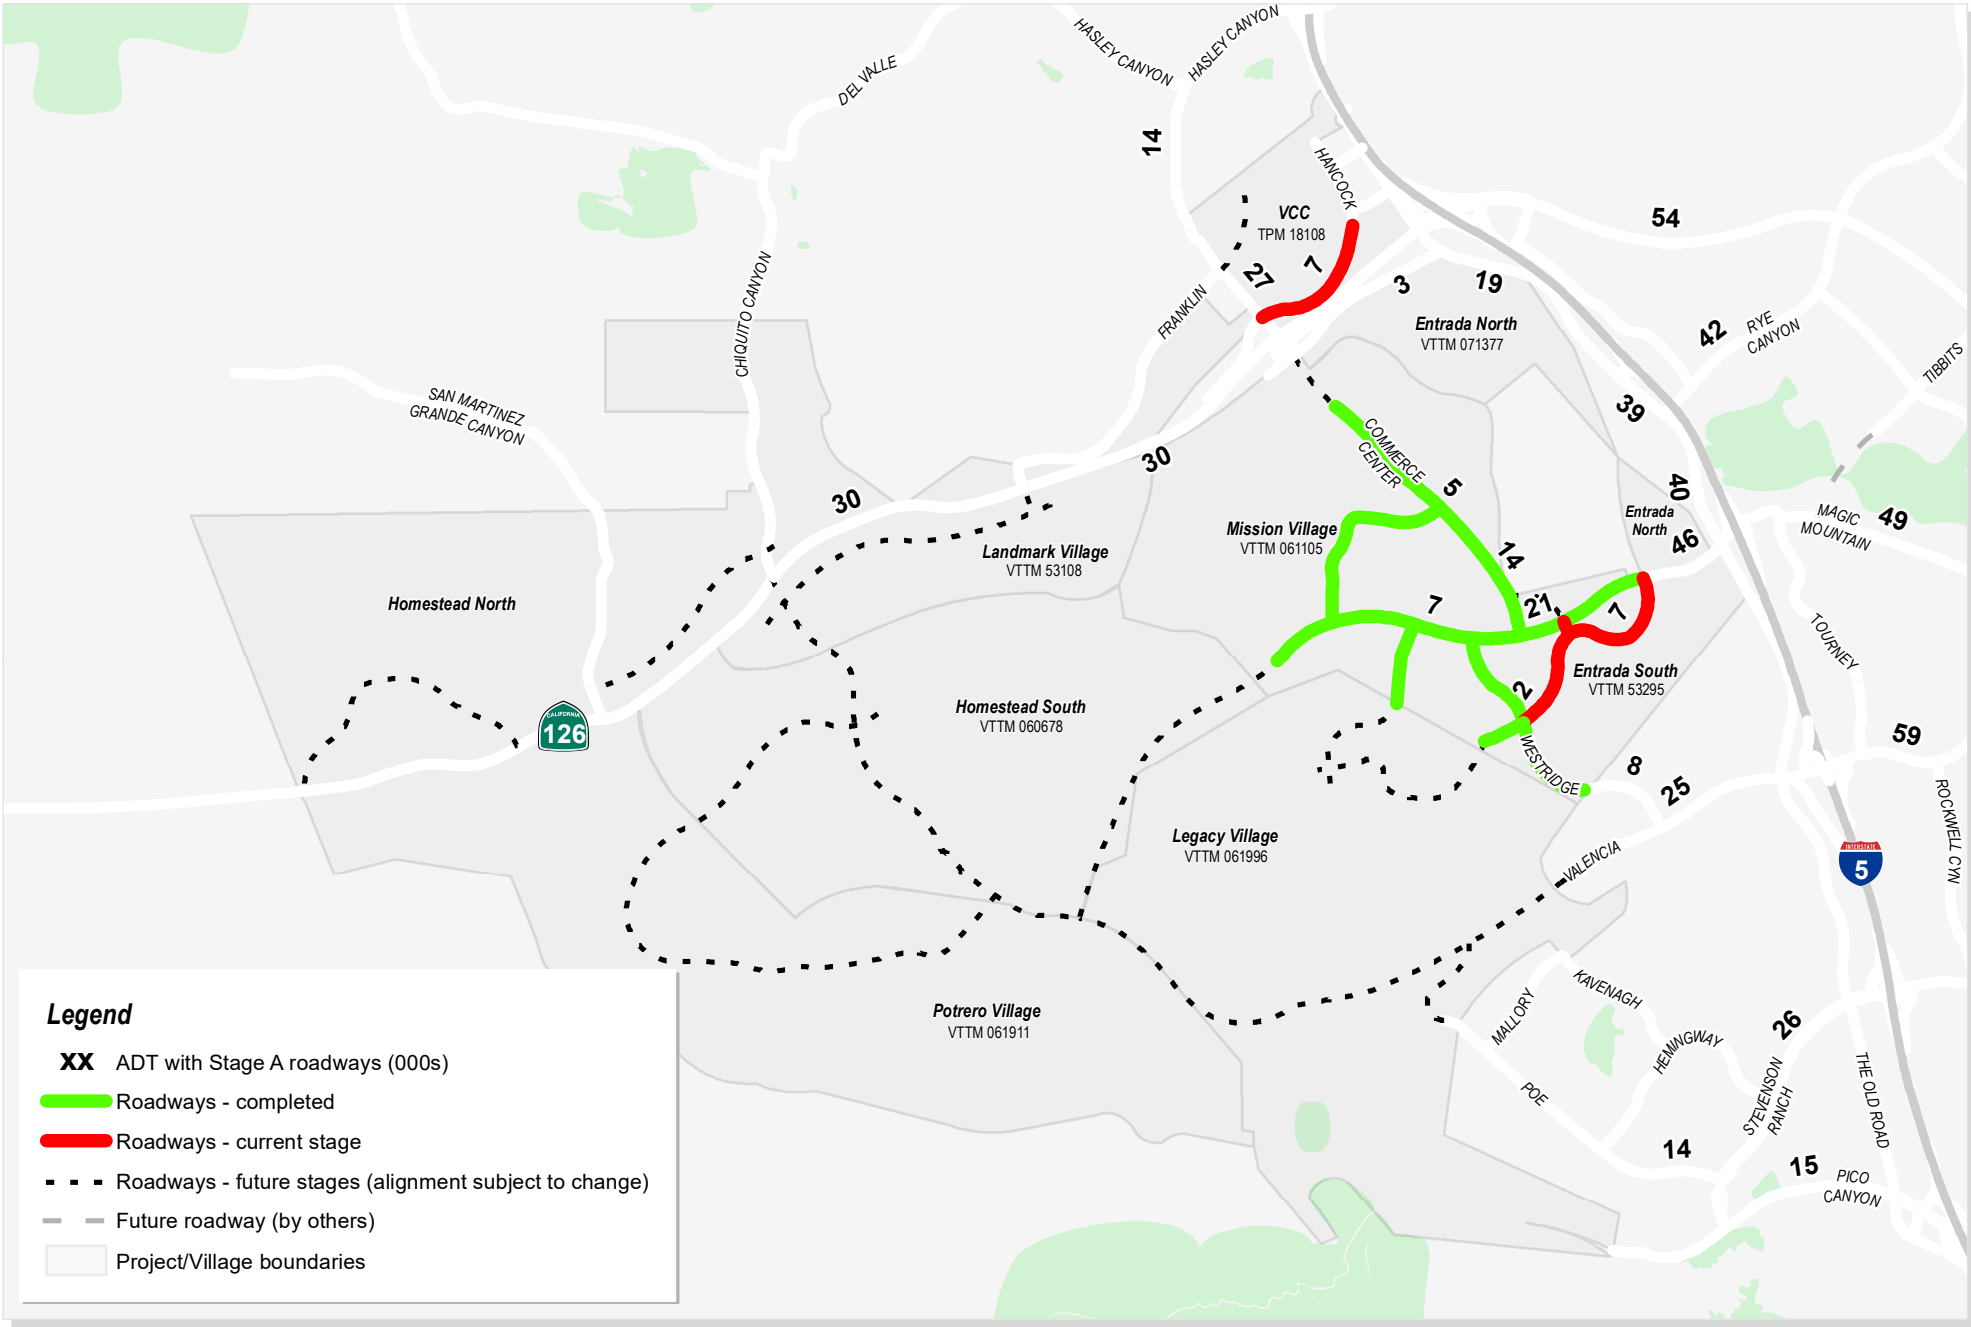 HASLEY CANYON
HASLEY CANYON
DEL VALLE
14
HANCOCK
VCC
TPM 18108
54
27
7
3
19
FRANKLIN
CHIQUITO CANYON
Entrada North
VTTM 071377
42
RYE
CANYON
TIBBITS
SAN MARTINEZ
GRANDE CANYON
39
COMMERCE
CENTER
30
30
5
40
Entrada
North
MAGIC
MOUNTAIN
49
Mission Village
VTTM 061105
46
Landmark Village
VTTM 53108
14
Homestead North
7
21
7
TOURNEY
Entrada South
VTTM 53295
2
Homestead South
VTTM 060678
CALIFORNIA
126
59
WESTRIDGE
8
25
ROCKWELL CYN
Legacy Village
VTTM 061996
VALENCIA
INTERSTATE
5
KAVENAGH
MALLORY
Potrero Village
VTTM 061911
26
HEMINGWAY
POE
STEVENSON
RANCH
THE OLD ROAD
14
15
PICO
CANYON
Legend
XX ADT with Stage A roadways (000s)
Roadways - completed
Roadways - current stage
Roadways - future stages (alignment subject to change)
Future roadway (by others)
Project/Village boundaries